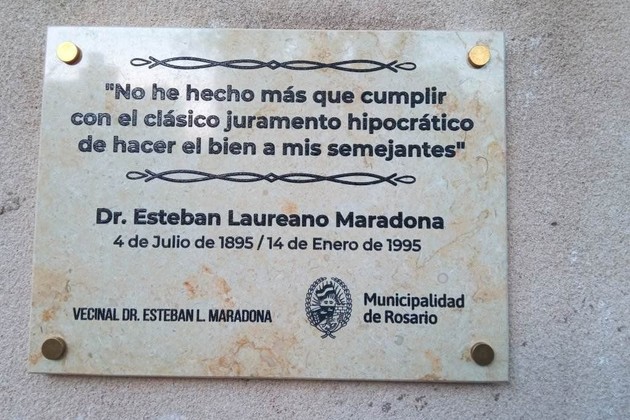 "No he hecho más que cumplir
con el clásico juramento hipocrático
de hacer el bien a mis semejantes"
Dr. Esteban Laureano Maradona
4 de Julio de 1895 / 14 de Enero de 1995
VECINAL DR. ESTEBAN L. MARADONA
Municipalidad
de Rosario